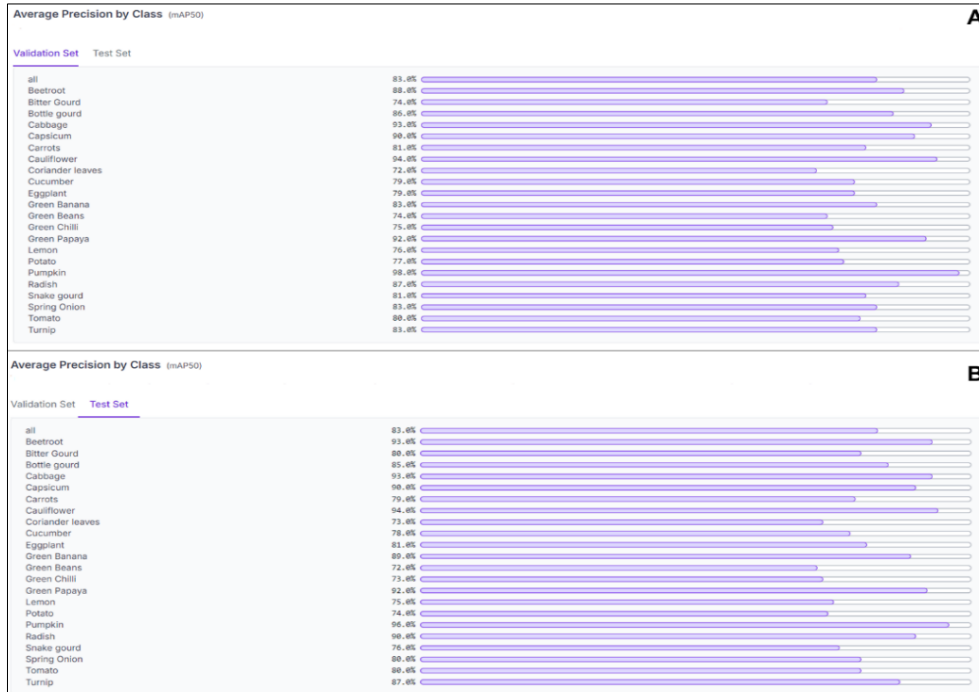 Average Precision by Class (mAP50)
A
Validation Set Test Set
all 83.0%
Beetroot 88.0%
Bitter Gourd 74.0%
Bottle gourd 86.0%
Cabbage 93.0%
Capsicum 90.0%
Carrots 81.0%
Cauliflower 94.0%
Coriander leaves 72.0%
Cucumber 79.0%
Eggplant 79.0%
Green Banana 83.0%
Green Beans 74.0%
Green Chilli 75.0%
Green Papaya 92.0%
Lemon 76.0%
Potato 77.0%
Pumpkin 98.0%
Radish 87.0%
Snake gourd 81.0%
Spring Onion 83.0%
Tomato 80.0%
Turnip 83.0%
Average Precision by Class (mAP50)
B
Validation Set Test Set
all 83.0%
Beetroot 93.0%
Bitter Gourd 80.0%
Bottle gourd 85.0%
Cabbage 93.0%
Capsicum 90.0%
Carrots 79.0%
Cauliflower 94.0%
Coriander leaves 73.0%
Cucumber 78.0%
Eggplant 81.0%
Green Banana 89.0%
Green Beans 72.0%
Green Chilli 73.0%
Green Papaya 92.0%
Lemon 75.0%
Potato 74.0%
Pumpkin 96.0%
Radish 90.0%
Snake gourd 76.0%
Spring Onion 80.0%
Tomato 80.0%
Turnip 87.0%